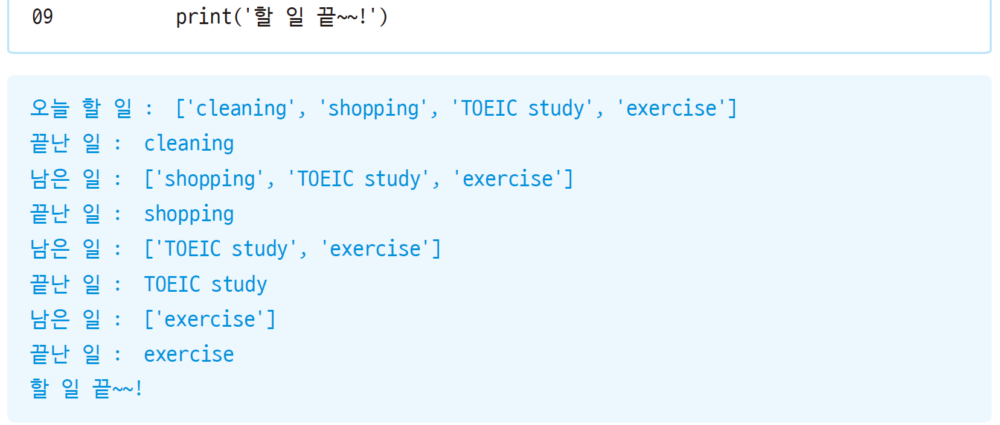 09 print('할 일 끝~~!')
오늘 할 일 : ['cleaning', 'shopping', 'TOEIC study', 'exercise']
끝난 일 : cleaning
남은 일 : ['shopping', 'TOEIC study', 'exercise']
끝난 일 : shopping
남은 일 : ['TOEIC study', 'exercise']
끝난 일 : TOEIC study
남은 일 : ['exercise']
끝난 일 : exercise
할 일 끝~~!